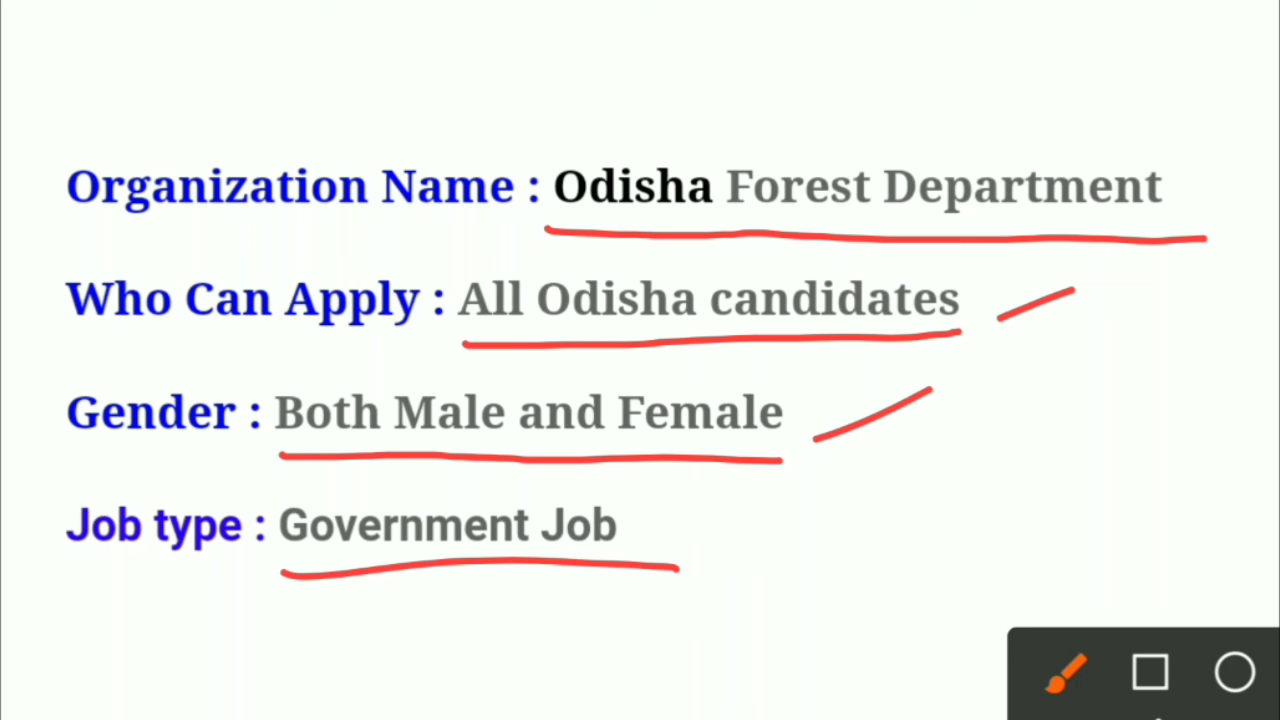 Organization Name : Odisha Forest Department
Who Can Apply : All Odisha candidates
Gender : Both Male and Female
Job type : Government Job